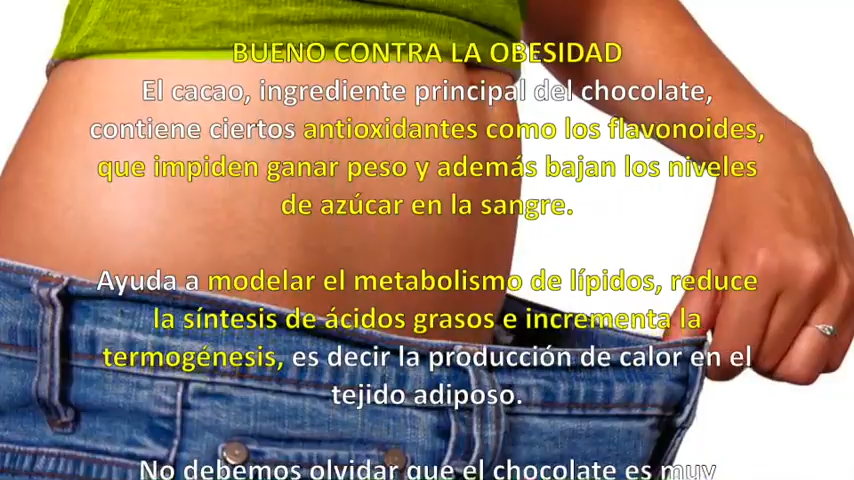 BUENO CONTRA LA OBESIDAD
El cacao, ingrediente principal del chocolate,
contiene ciertos antioxidantes como los flavonoides,
que impiden ganar peso y además bajan los niveles
de azúcar en la sangre.
Ayuda a modelar el metabolismo de lípidos, reduce
la síntesis de ácidos grasos e incrementa la
termogénesis, es decir la producción de calor en el
tejido adiposo.
No debemos olvidar que el chocolate es muy